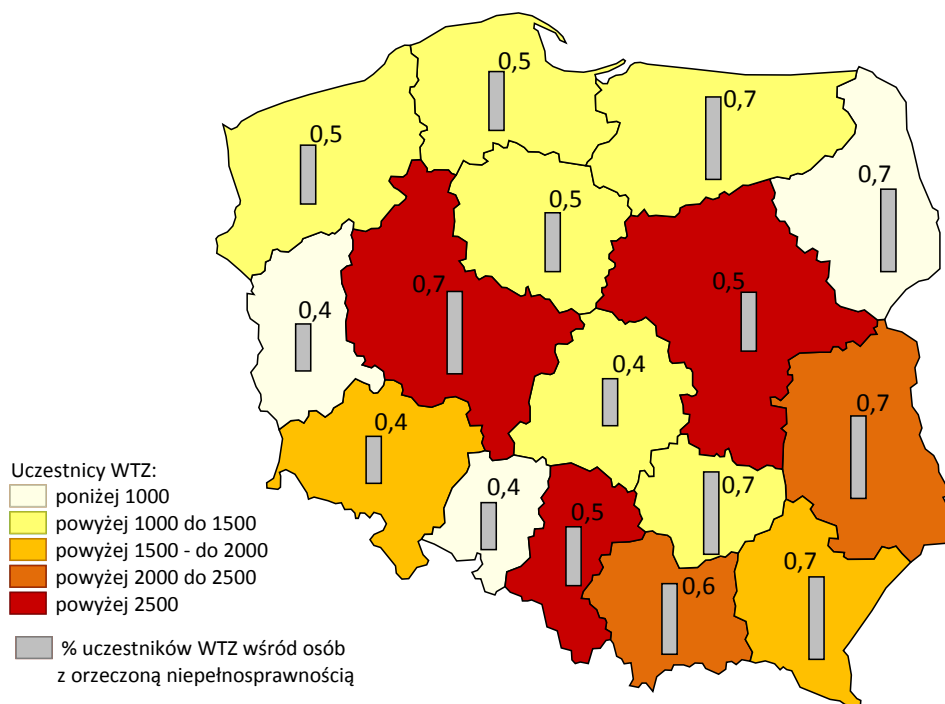 0,5
0,7
0,5
0,7
0,5
0,5
0,7
0,4
0,4
0,7
0,4
Uczestnicy WTZ:
poniżej 1000
powyżej 1000 do 1500
powyżej 1500 - do 2000
powyżej 2000 do 2500
powyżej 2500
0,4
0,7
0,5
0,7
0,6
% uczestników WTZ wśród osób
z orzeczoną niepełnosprawnością